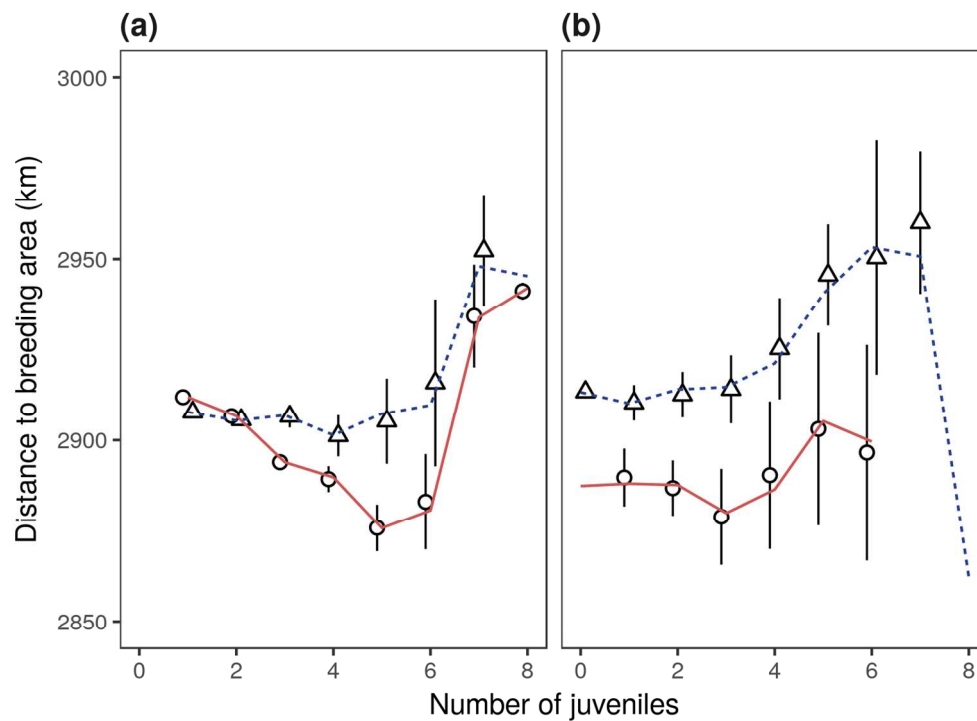 (a) (b)
3000
2950
2900
2850
Distance to breeding area (km)
0 2 4 6 8 0 2 4 6 8
Number of juveniles